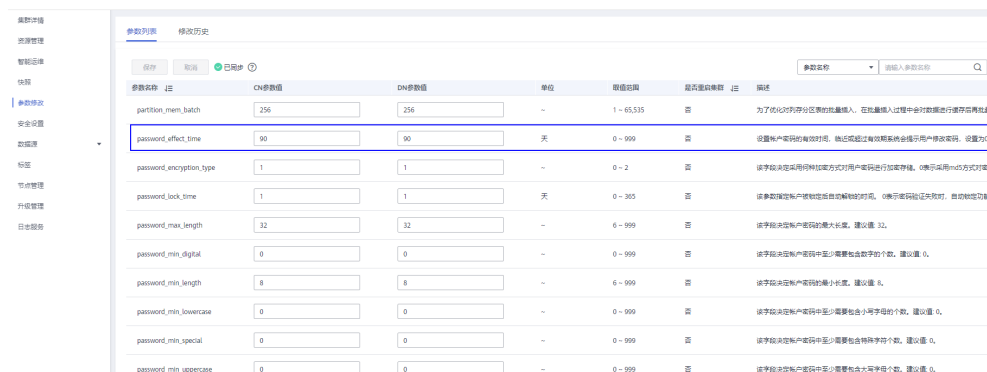 集群详情
资源管理
智能运维
快照
参数修改
安全设置
数据源
标签
节点管理
升级管理
日志服务
参数列表 修改历史
保存 取消 已同步 ?
参数名称 请输入参数名称
参数名称 CN参数值 DN参数值 单位 取值范围 是否重启集群 描述
partition_mem_batch 256 256 – 1 ~ 65,535 否 为了优化对列存分区表的批量插入，在批量插入过程中会对数据进行缓存后再批
password_effect_time 90 90 天 0 ~ 999 否 设置帐户密码的有效时间，临近或超过有效期系统会提示用户修改密码，设置为0
password_encryption_type 1 1 – 0 ~ 2 否 该字段决定采用何种加密方式对用户密码进行加密存储。0表示采用md5方式对密
password_lock_time 1 1 天 0 ~ 365 否 该参数指定帐户被锁定后自动解锁的时间。 0表示密码验证失败时，自动锁定功
password_max_length 32 32 – 6 ~ 999 否 该字段决定帐户密码的最大长度。建议值: 32。
password_min_digital 0 0 – 0 ~ 999 否 该字段决定帐户密码中至少需要包含数字的个数。建议值: 0。
password_min_length 8 8 – 6 ~ 999 否 该字段决定帐户密码的最小长度。建议值: 8。
password_min_lowercase 0 0 – 0 ~ 999 否 该字段决定帐户密码中至少需要包含小写字母的个数。建议值: 0。
password_min_special 0 0 – 0 ~ 999 否 该字段决定帐户密码中至少需要包含特殊字符个数。建议值: 0。
password_min_uppercase 0 0 – 0 ~ 999 否 该字段决定帐户密码中至少需要包含大写字母个数。建议值: 0。